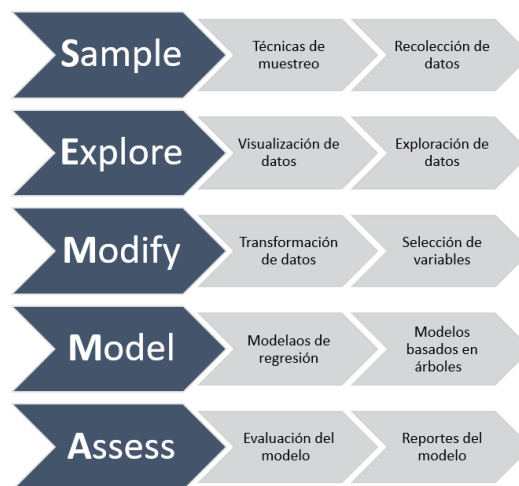 Sample
Técnicas de
muestreo
Recolección de
datos
Explore
Visualización de
datos
Exploración de
datos
Modify
Transformación
de datos
Selección de
variables
Model
Modelaos de
regresión
Modelos
basados en
árboles
Assess
Evaluación del
modelo
Reportes del
modelo